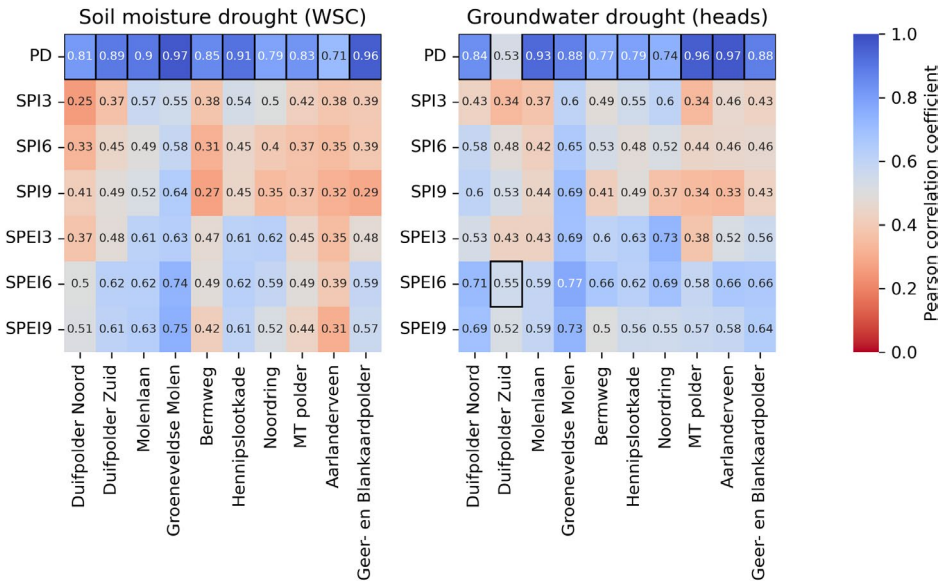 Soil moisture drought (WSC)
Groundwater drought (heads)
PD 0.81 0.89 0.9 0.97 0.85 0.91 0.79 0.83 0.71 0.96
SPI3 0.25 0.37 0.57 0.55 0.38 0.54 0.5 0.42 0.38 0.39
SPI6 0.33 0.45 0.49 0.58 0.31 0.45 0.4 0.37 0.35 0.39
SPI9 0.41 0.49 0.52 0.64 0.27 0.45 0.35 0.37 0.32 0.29
SPEI3 0.37 0.48 0.61 0.63 0.47 0.61 0.62 0.45 0.35 0.48
SPEI6 0.5 0.62 0.62 0.74 0.49 0.62 0.59 0.49 0.39 0.59
SPEI9 0.51 0.61 0.63 0.75 0.42 0.61 0.52 0.44 0.31 0.57
Duifpolder Noord
Duifpolder Zuid
Molenlaan
Groeneveldse Molen
Bermweg
Hennipslootkade
Noordring
MT polder
Aarlanderveen
Geer- en Blankaardpolder
PD 0.84 0.53 0.93 0.88 0.77 0.79 0.74 0.96 0.97 0.88
SPI3 0.43 0.34 0.37 0.6 0.49 0.55 0.6 0.34 0.46 0.43
SPI6 0.58 0.48 0.42 0.65 0.53 0.48 0.52 0.44 0.46 0.46
SPI9 0.6 0.53 0.44 0.69 0.41 0.49 0.37 0.34 0.33 0.43
SPEI3 0.53 0.43 0.43 0.69 0.6 0.63 0.73 0.38 0.52 0.56
SPEI6 0.71 0.55 0.59 0.77 0.66 0.62 0.69 0.58 0.66 0.66
SPEI9 0.69 0.52 0.59 0.73 0.5 0.56 0.55 0.57 0.58 0.64
Duifpolder Noord
Duifpolder Zuid
Molenlaan
Groeneveldse Molen
Bermweg
Hennipslootkade
Noordring
MT polder
Aarlanderveen
Geer- en Blankaardpolder
1.0
0.8
0.6
0.4
0.2
0.0
Pearson correlation coefficient